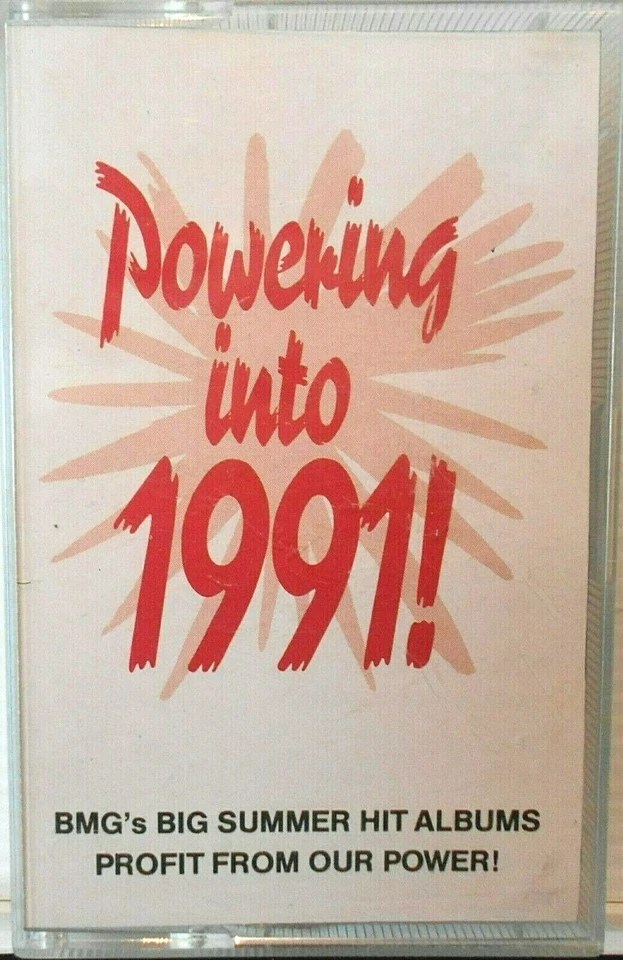 Powering
into
1991!
BMG's BIG SUMMER HIT ALBUMS
PROFIT FROM OUR POWER!